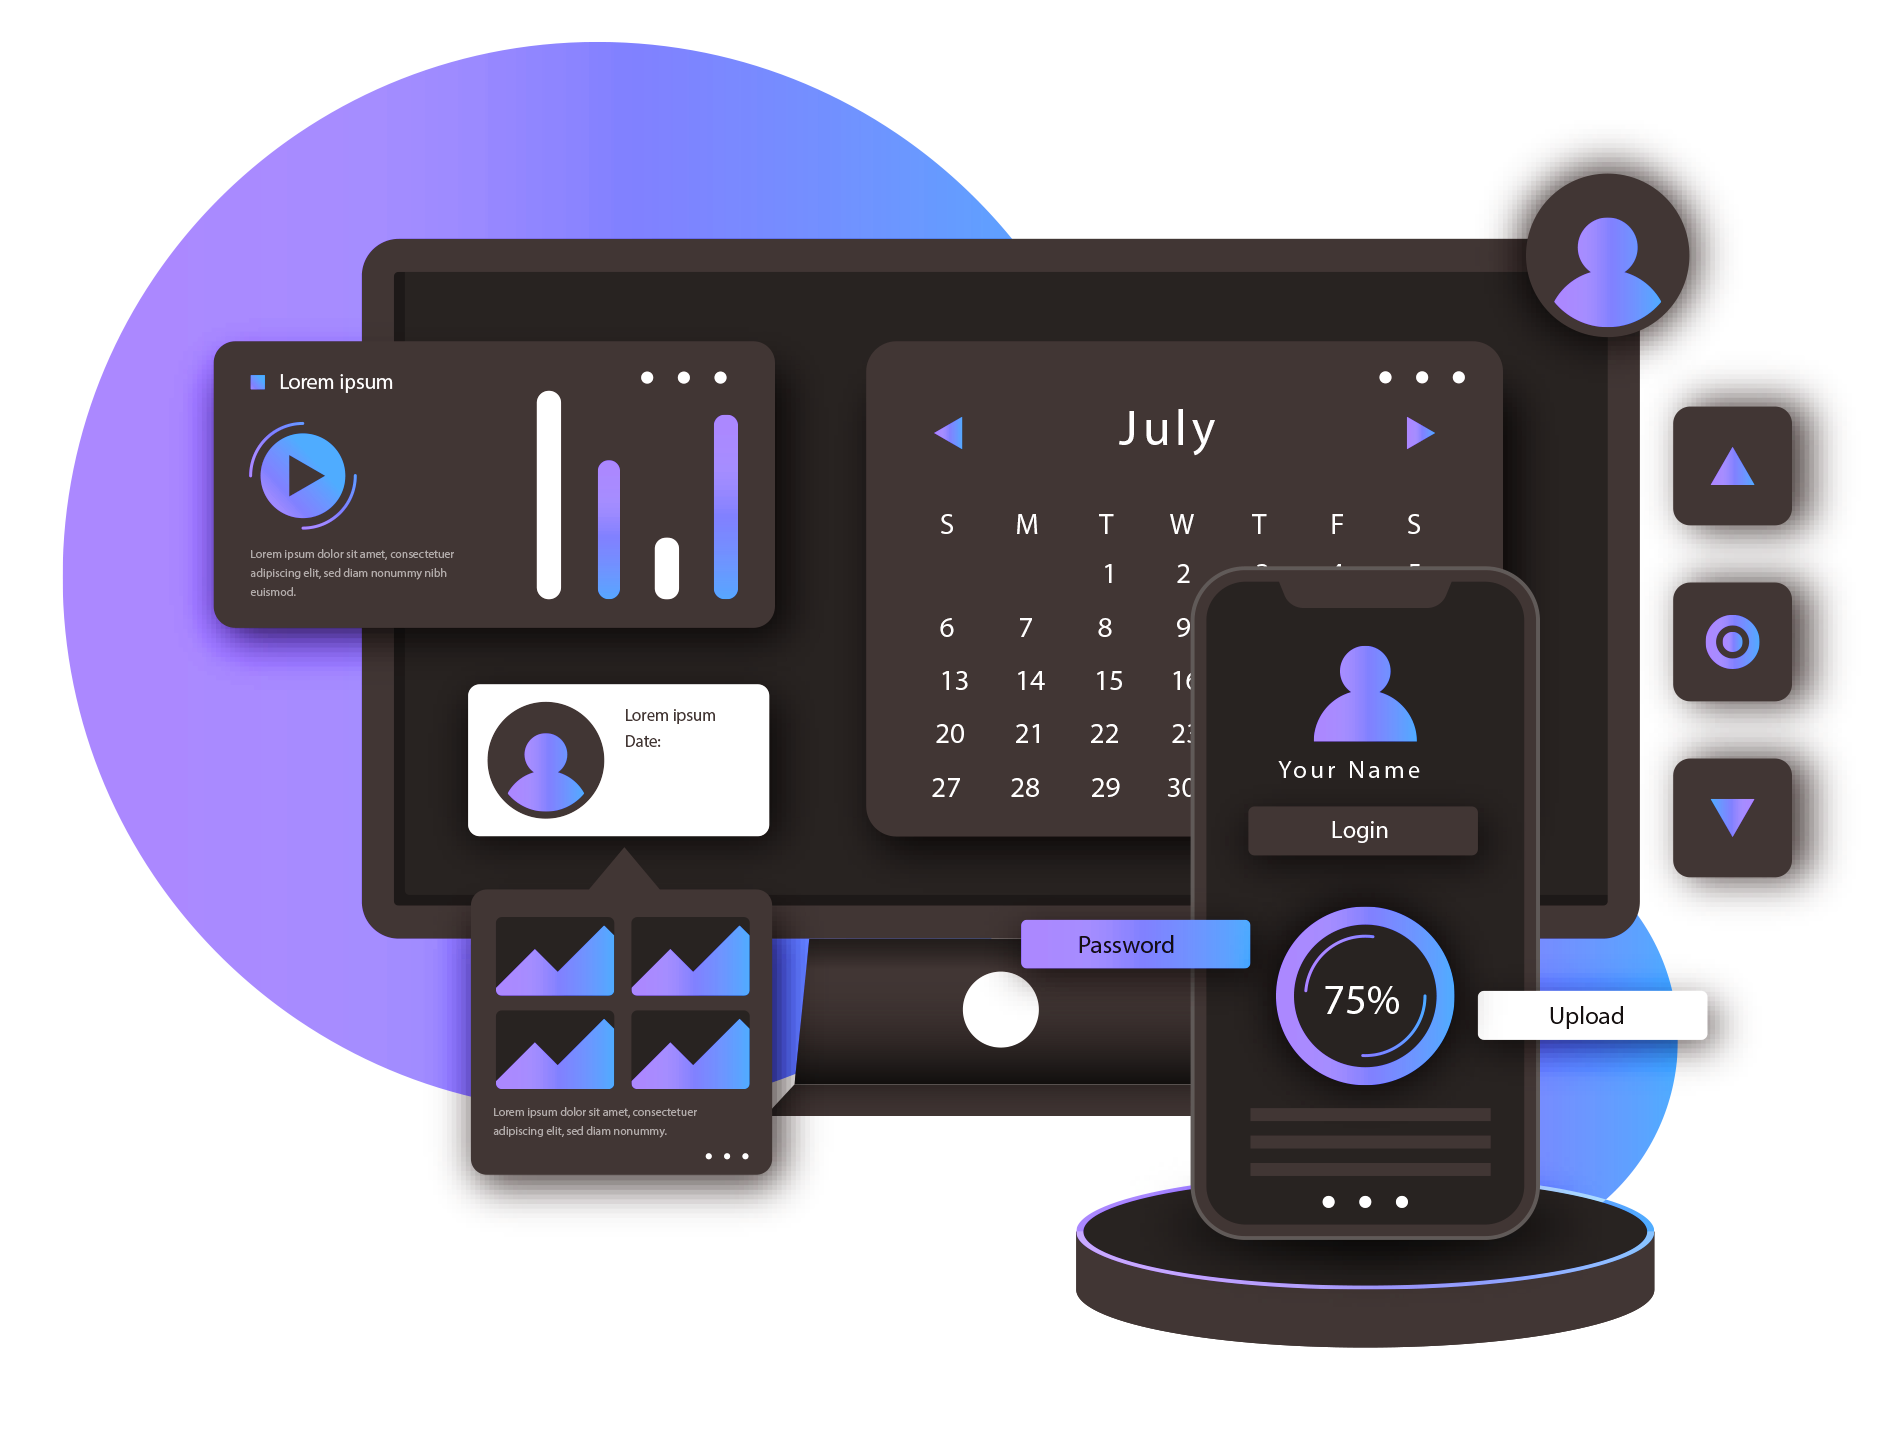 Lorem ipsum
Lorem ipsum dolor sit amet, consectetuer
adipiscing elit, sed diam nonummy nibh
euismod.
July
S M T W T F S
1 2
6 7 8 9
13 14 15
20 21 22
27 28 29
Lorem ipsum
Date:
Your Name
Login
Password
75%
Upload
Lorem ipsum dolor sit amet, consectetuer
adipiscing elit, sed diam nonummy.